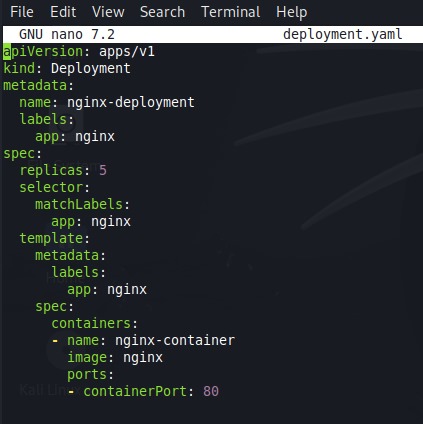 File Edit View Search Terminal Help
GNU nano 7.2 deployment.yaml
apiVersion: apps/v1
kind: Deployment
metadata:
  name: nginx-deployment
  labels:
    app: nginx
spec:
  replicas: 5
  selector:
    matchLabels:
      app: nginx
  template:
    metadata:
      labels:
        app: nginx
    spec:
      containers:
      - name: nginx-container
        image: nginx
        ports:
        - containerPort: 80